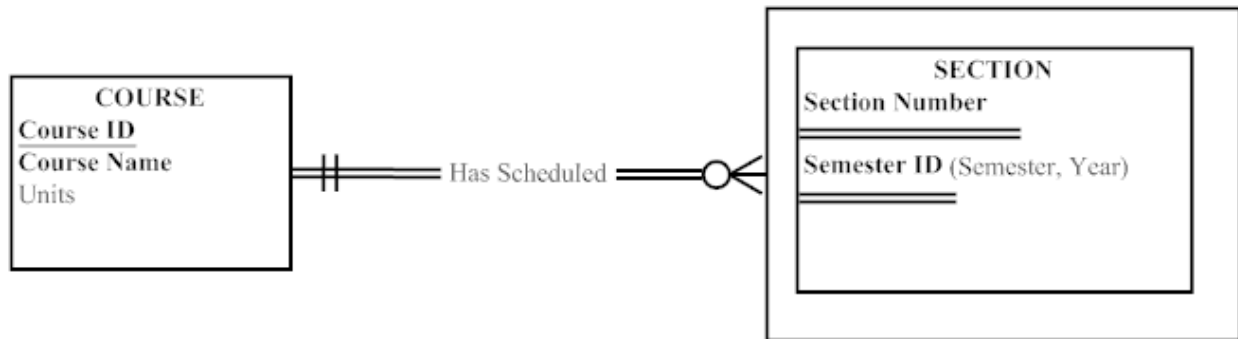 COURSE
Course ID
Course Name
Units
Has Scheduled
SECTION
Section Number
Semester ID (Semester, Year)